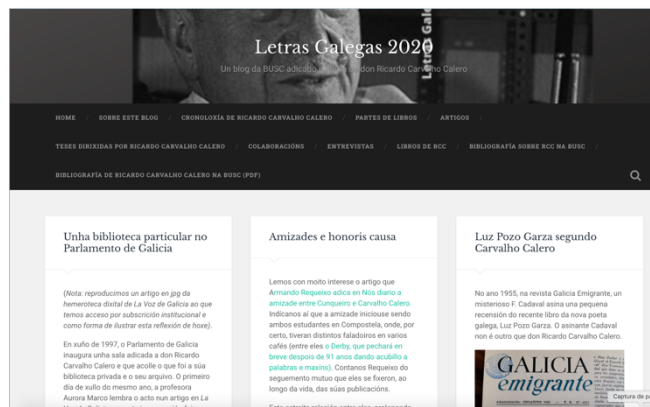 Letras Galegas 2020
Un blog da BUSC adicado don Ricardo Carvalho Calero
Letras Galeg
HOME / SOBRE ESTE BLOG / CRONOLOXÍA DE RICARDO CARVALHO CALERO / PARTES DE LIBROS / ARTIGOS /
TESES DIRIXIDAS POR RICARDO CARVALHO CALERO / COLABORACIÓNS / ENTREVISTAS / LIBROS DE RCC / BIBLIOGRAFÍA SOBRE RCC NA BUSC /
BIBLIOGRAFÍA DE RICARDO CARVALHO CALERO NA BUSC (PDF)
Unha biblioteca particular no
Parlamento de Galicia
(Nota: reproducimos un artigo en jpg da
hemeroteca dixital de La Voz de Galicia ao que
temos acceso por subscrición institucional e
como forma de ilustrar esta reflexión de hoxe).
En xuño de 1997, o Parlamento de Galicia
inaugura unha sala adicada a don Ricardo
Carvalho Calero e que acolle o que foi a súa
biblioteca privada e o seu arquivo. O primeiro
día de xullo do mesmo ano, a profesora
Aurora Marco lembra o acto nun artigo en La
Amizades e honoris causa
Lemos con moito interese o artigo que
Armando Requeixo adica en Nós diario a
amizade entre Cunqueiro e Carvalho Calero.
Indícanos aí que a amizade iniciouse sendo
ambos estudantes en Compostela, onde, por
certo, tiveran distintos faladoiros en varios
cafés (entre eles o Derby, que pechará en
breve despois de 91 anos dando acubillo a
palabras e maxins). Contanos Requeixo do
seguemento mutuo que eles se fixeron, ao
longo da vida, das súas publicacións.
Luz Pozo Garza segundo
Carvalho Calero
No ano 1955, na revista Galicia Emigrante, un
misterioso F. Cadaval asina una pequena
recensión do recente libro da nova poeta
galega, Luz Pozo Garza. O asinante Cadaval
non é outro que don Ricardo Carvalho Calero.
GALICIA
emigrante
Captura de p